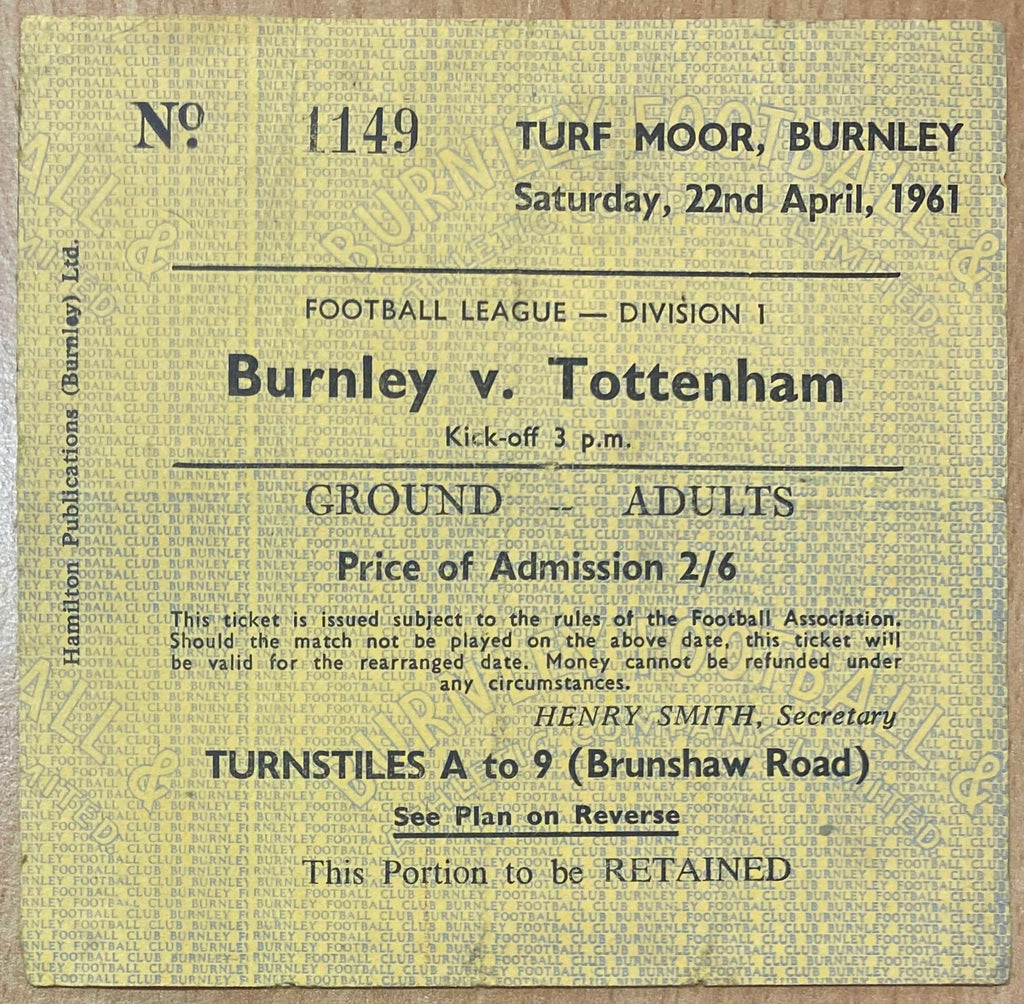 Nº 1149
TURF MOOR, BURNLEY
Saturday, 22nd April, 1961
FOOTBALL LEAGUE — DIVISION 1
Burnley v. Tottenham
Kick-off 3 p.m.
GROUND -- ADULTS
Price of Admission 2/6
This ticket is issued subject to the rules of the Football Association.
Should the match not be played on the above date, this ticket will
be valid for the rearranged date. Money cannot be refunded under
any circumstances.
HENRY SMITH, Secretary
TURNSTILES A to 9 (Brunshaw Road)
See Plan on Reverse
This Portion to be RETAINED
Hamilton Publications (Burnley) Ltd.